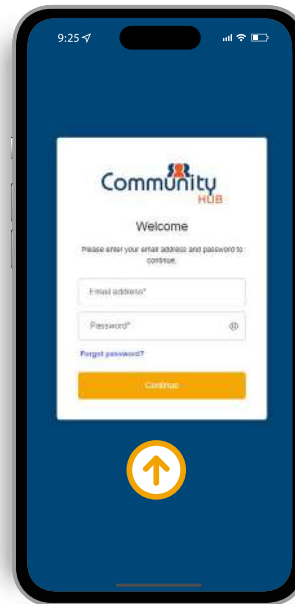 9:25
Community
HUB
Welcome
Please enter your email address and password to
continue.
Email address*
Password*
Forgot password?
Continue